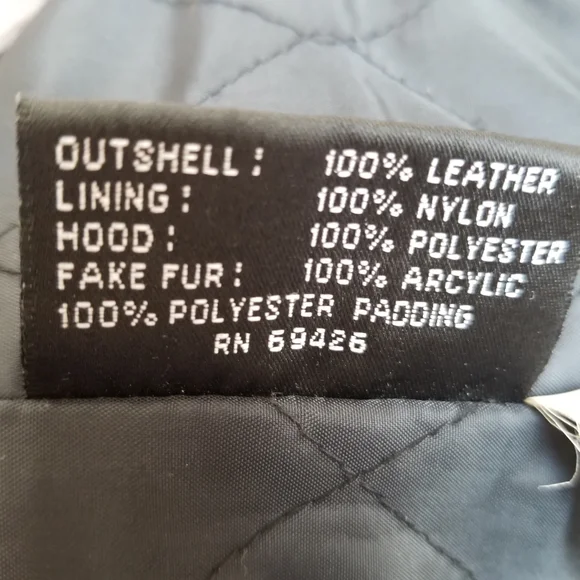 OUTSHELL: 100% LEATHER
LINING: 100% NYLON
HOOD: 100% POLYESTER
FAKE FUR: 100% ARCYLIC
100% POLYESTER PADDING
RN 69426